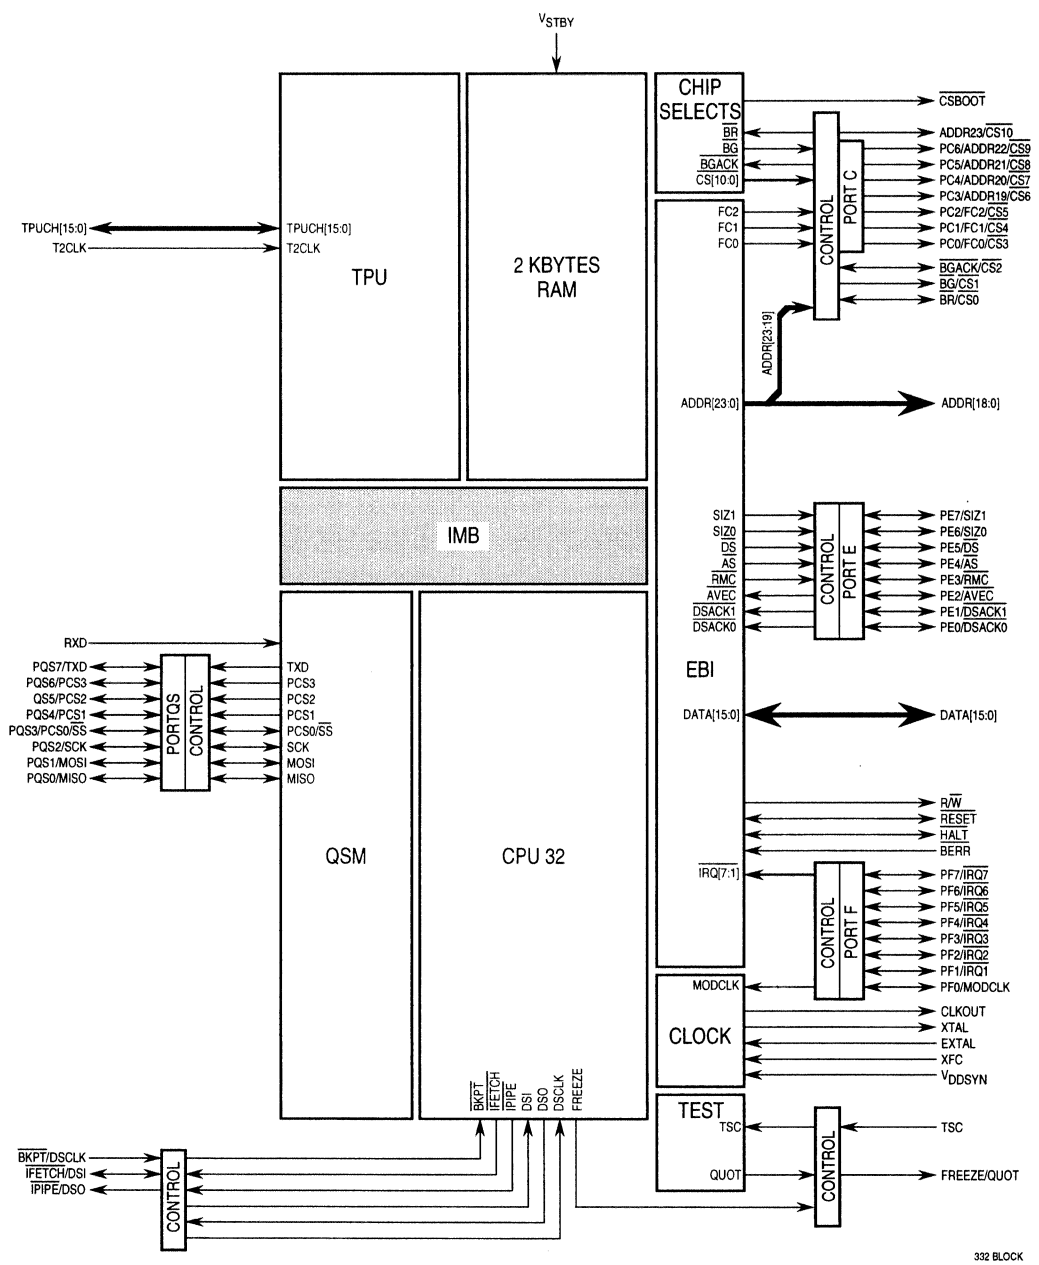 VSTBY
CHIP
SELECTS
BR
BG
BGACK
CS[10:0]
CSBOOT
ADDR23/CS10
PC6/ADDR22/CS9
PC5/ADDR21/CS8
PC4/ADDR20/CS7
PC3/ADDR19/CS6
PC2/FC2/CS5
PC1/FC1/CS4
PC0/FC0/CS3
BGACK/CS2
BG/CS1
BR/CS0
CONTROL
PORT C
FC2
FC1
FC0
TPUCH[15:0]
T2CLK
TPUCH[15:0]
T2CLK
TPU
2 KBYTES
RAM
ADDR[23:19]
ADDR[23:0]
ADDR[18:0]
IMB
SIZ1
SIZ0
DS
AS
RMC
AVEC
DSACK1
DSACK0
CONTROL
PORT E
PE7/SIZ1
PE6/SIZ0
PE5/DS
PE4/AS
PE3/RMC
PE2/AVEC
PE1/DSACK1
PE0/DSACK0
EBI
DATA[15:0]
DATA[15:0]
RXD
PQS7/TXD
PQS6/PCS3
QS5/PCS2
PQS4/PCS1
PQS3/PCS0/SS
PQS2/SCK
PQS1/MOSI
PQS0/MISO
PORTQS
CONTROL
TXD
PCS3
PCS2
PCS1
PCS0/SS
SCK
MOSI
MISO
QSM
CPU 32
R/W
RESET
HALT
BERR
IRQ[7:1]
CONTROL
PORT F
PF7/IRQ7
PF6/IRQ6
PF5/IRQ5
PF4/IRQ4
PF3/IRQ3
PF2/IRQ2
PF1/IRQ1
PF0/MODCLK
MODCLK
CLOCK
CLKOUT
XTAL
EXTAL
XFC
VDDSYN
BKPT
IFETCH
IPIPE
DSI
DSO
DSCLK
FREEZE
TEST
TSC
QUOT
CONTROL
TSC
FREEZE/QUOT
BKPT/DSCLK
IFETCH/DSI
IPIPE/DSO
CONTROL
332 BLOCK